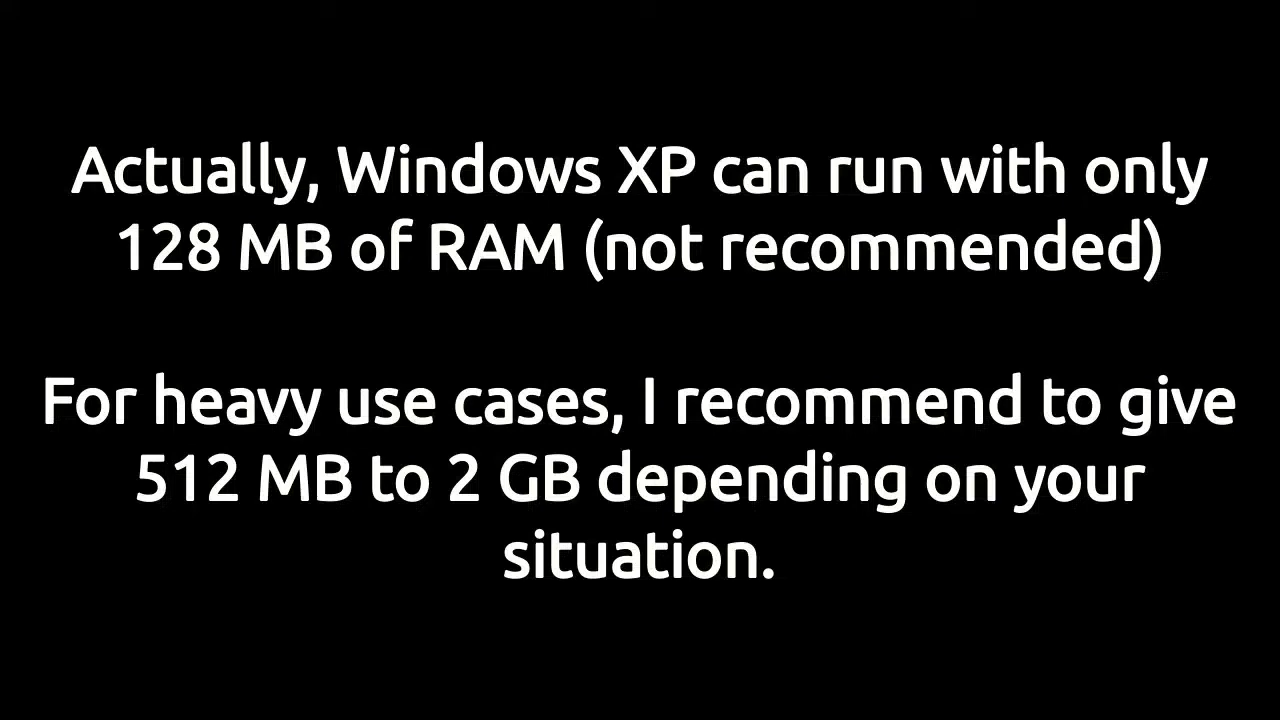 Actually, Windows XP can run with only
128 MB of RAM (not recommended)
For heavy use cases, I recommend to give
512 MB to 2 GB depending on your
situation.